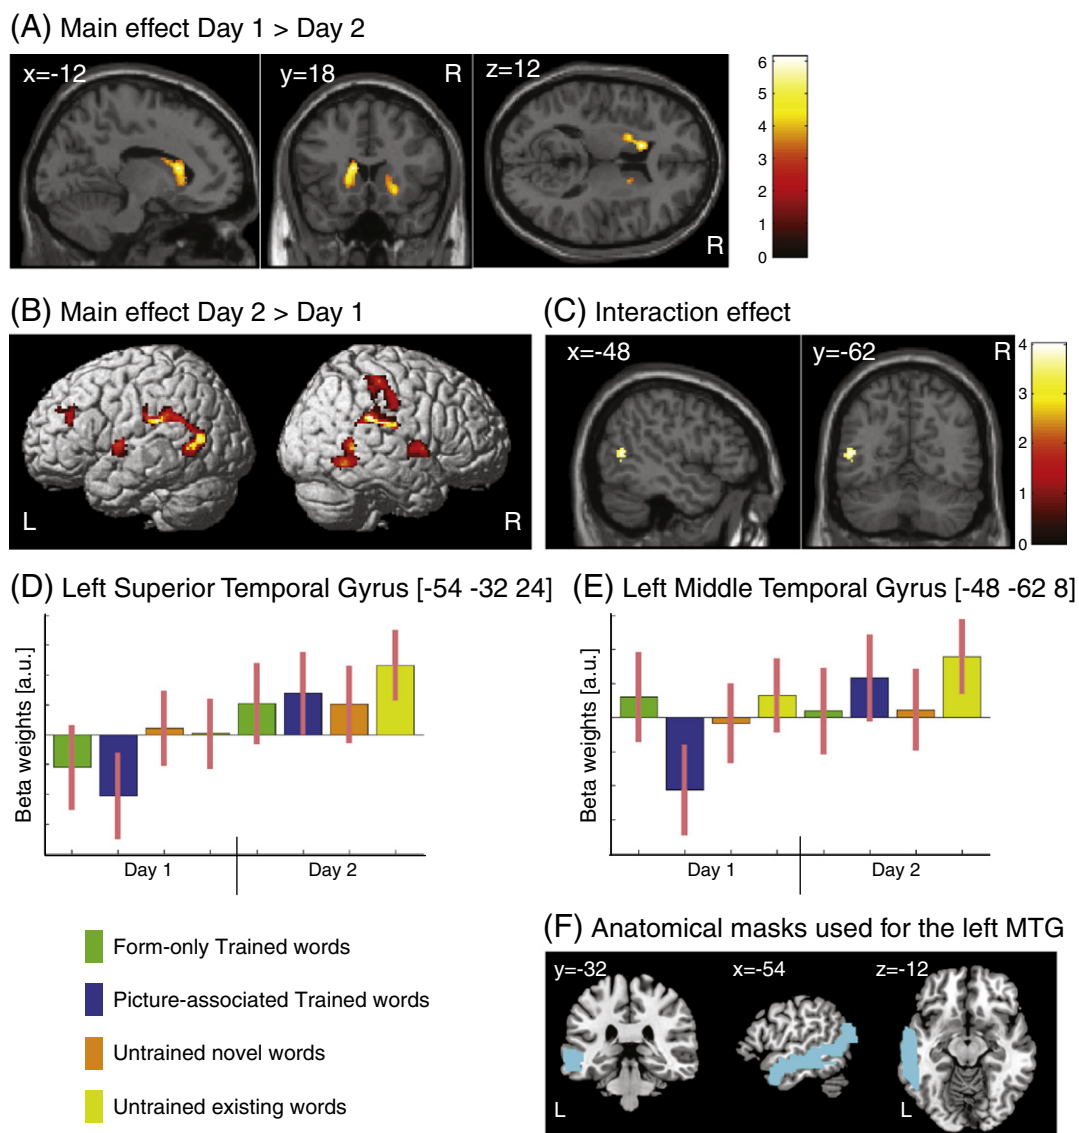 (A) Main effect Day 1 > Day 2
x=-12
y=18
R
z=12
R
6
5
4
3
2
1
0
(B) Main effect Day 2 > Day 1
L
R
(C) Interaction effect
x=-48
y=-62
R
4
3
2
1
0
(D) Left Superior Temporal Gyrus [-54 -32 24]
Beta weights [a.u.]
Day 1
Day 2
(E) Left Middle Temporal Gyrus [-48 -62 8]
Beta weights [a.u.]
Day 1
Day 2
Form-only Trained words
Picture-associated Trained words
Untrained novel words
Untrained existing words
(F) Anatomical masks used for the left MTG
y=-32
x=-54
z=-12
L
L